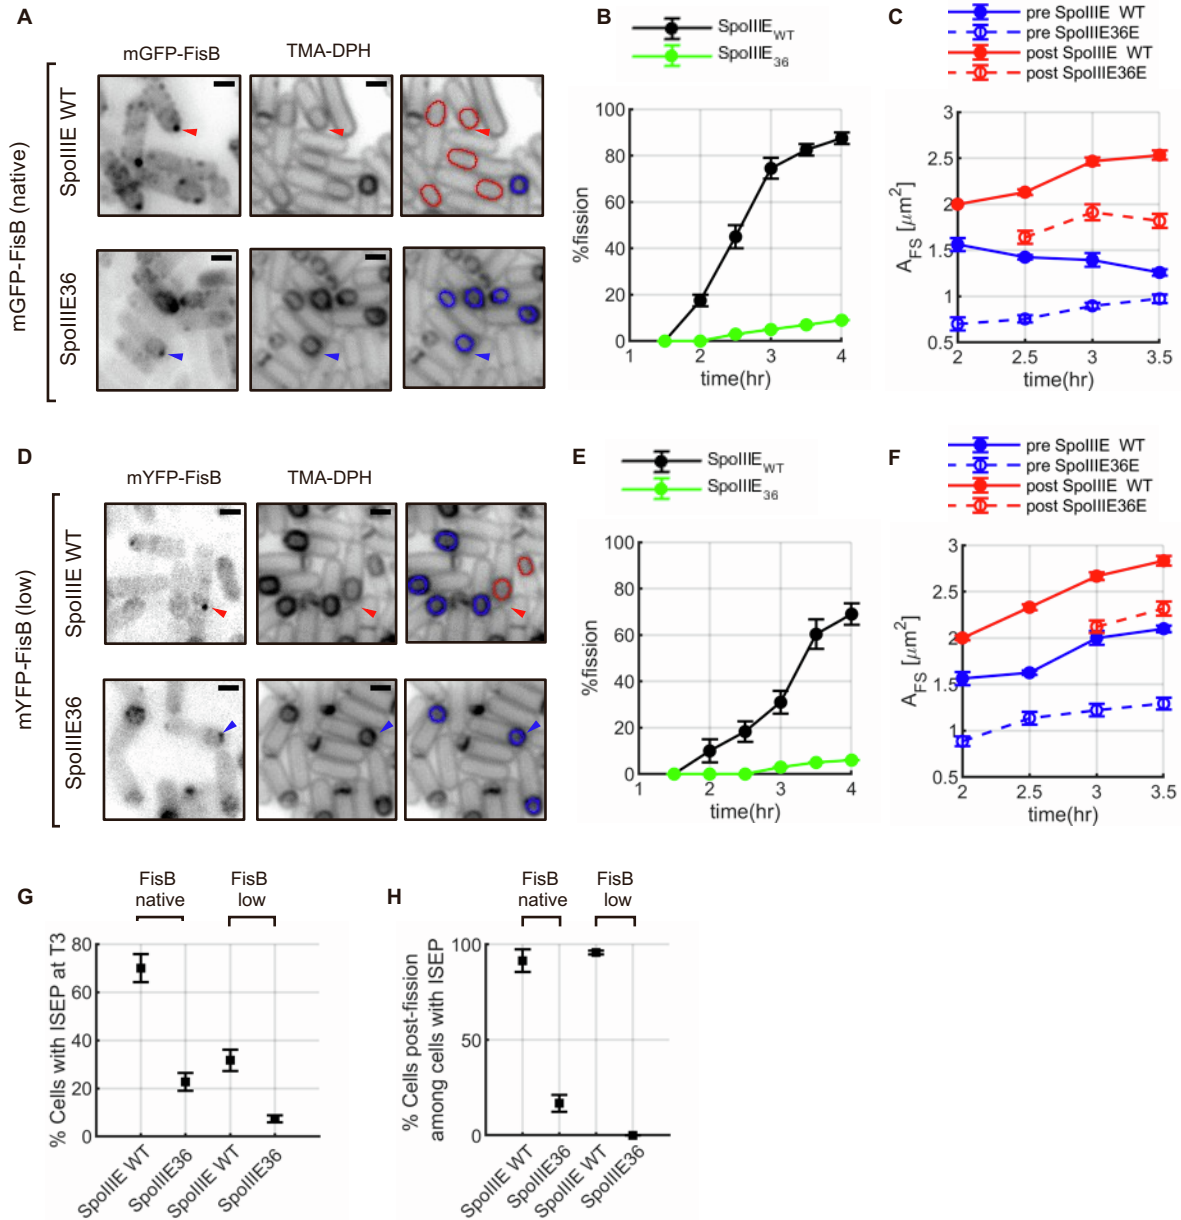 A
mGFP-FisB
TMA-DPH
mGFP-FisB (native)
SpoIIIE WT
SpoIIIE36
B
SpoIIIE_WT
SpoIIIE_36
%fission
100
80
60
40
20
0
1
2
3
4
time(hr)
C
pre SpoIIIE WT
pre SpoIIIE36E
post SpoIIIE WT
post SpoIIIE36E
A_FS [μm²]
3
2.5
2
1.5
1
0.5
2
2.5
3
3.5
time(hr)
D
mYFP-FisB
TMA-DPH
mYFP-FisB (low)
SpoIIIE WT
SpoIIIE36
E
SpoIIIE_WT
SpoIIIE_36
%fission
100
80
60
40
20
0
1
2
3
4
time(hr)
F
pre SpoIIIE WT
pre SpoIIIE36E
post SpoIIIE WT
post SpoIIIE36E
A_FS [μm²]
3
2.5
2
1.5
1
0.5
2
2.5
3
3.5
time(hr)
G
FisB
native
FisB
low
% Cells with ISEP at T3
80
60
40
20
0
SpoIIIE WT
SpoIIIE36
SpoIIIE WT
SpoIIIE36
H
FisB
native
FisB
low
% Cells post-fission
among cells with ISEP
100
50
0
SpoIIIE WT
SpoIIIE36
SpoIIIE WT
SpoIIIE36